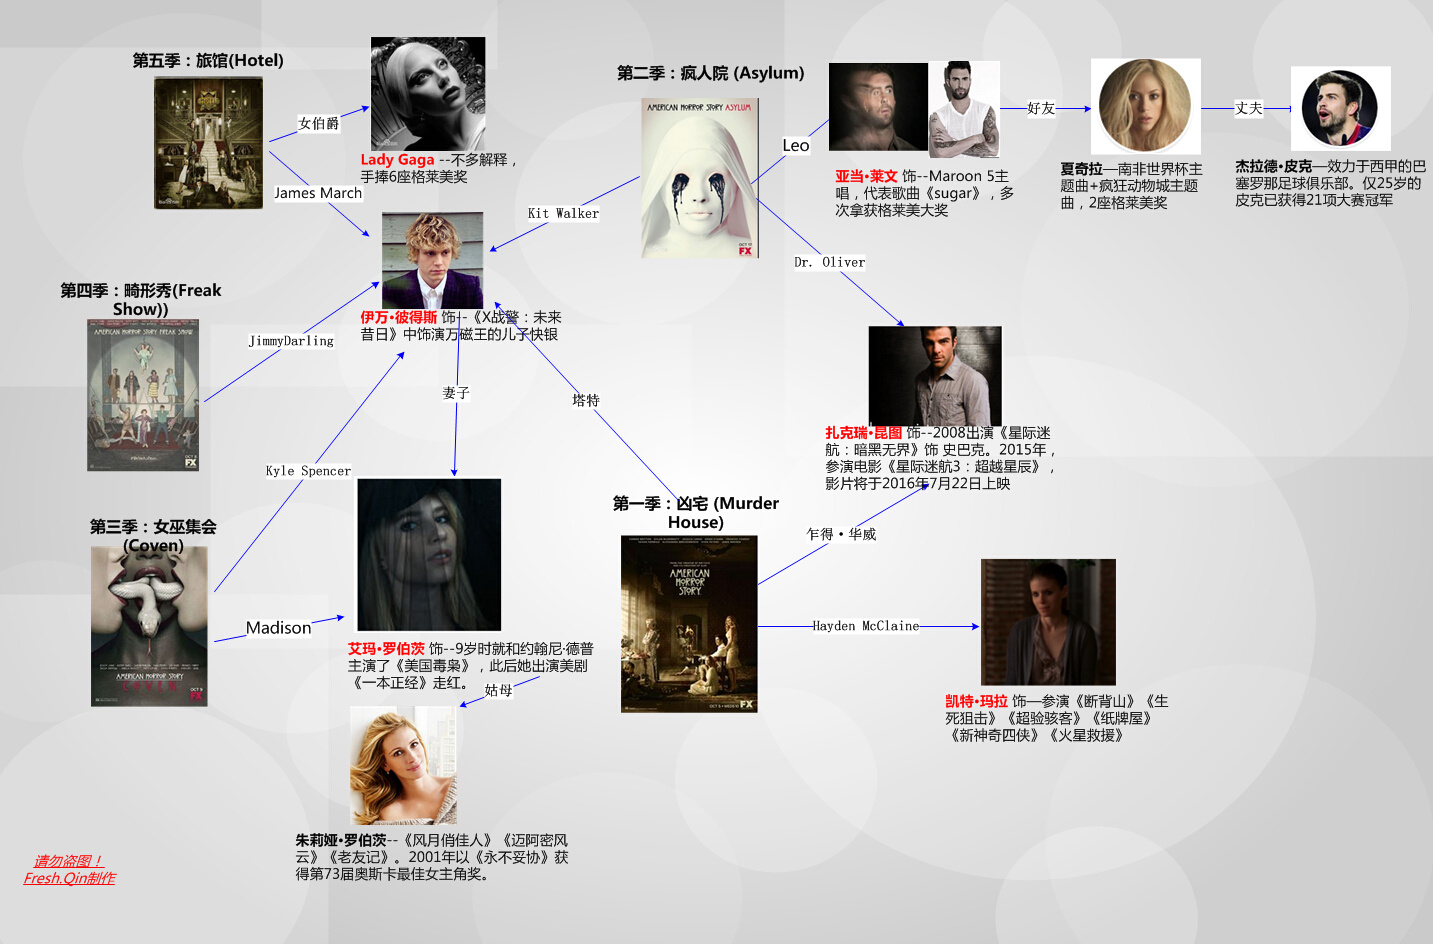 第五季：旅馆(Hotel)
女伯爵
James March
Lady Gaga --不多解释，
手捧6座格莱美奖
第二季：疯人院 (Asylum)
AMERICAN HORROR STORY ASYLUM
OCT 17
FX
Leo
Kit Walker
Dr. Oliver
亚当•莱文 饰--Maroon 5主
唱，代表歌曲《sugar》，多
次拿获格莱美大奖
好友
夏奇拉—南非世界杯主
题曲+疯狂动物城主题
曲，2座格莱美奖
丈夫
杰拉德•皮克—效力于西甲的巴
塞罗那足球俱乐部。仅25岁的
皮克已获得21项大赛冠军
第四季：畸形秀(Freak
Show))
AMERICAN HORROR STORY FREAK SHOW
FX
JimmyDarling
伊万•彼得斯 饰--《X战警：未来
昔日》中饰演万磁王的儿子快银
妻子
塔特
Kyle Spencer
扎克瑞•昆图 饰--2008出演《星际迷
航：暗黑无界》饰 史巴克。2015年，
参演电影《星际迷航3：超越星辰》，
影片将于2016年7月22日上映
第三季：女巫集会
(Coven)
AMERICAN HORROR STORY
OCT 9
FX
Madison
第一季：凶宅 (Murder
House)
AMERICAN
HORROR
STORY
FX
乍得·华威
Hayden McClaine
艾玛•罗伯茨 饰--9岁时就和约翰尼·德普
主演了《美国毒枭》，此后她出演美剧
《一本正经》走红。
姑母
凯特•玛拉 饰—参演《断背山》《生
死狙击》《超验骇客》《纸牌屋》
《新神奇四侠》《火星救援》
朱莉娅•罗伯茨--《风月俏佳人》《迈阿密风
云》《老友记》。2001年以《永不妥协》获
得第73届奥斯卡最佳女主角奖。
请勿盗图！
Fresh.Qin制作